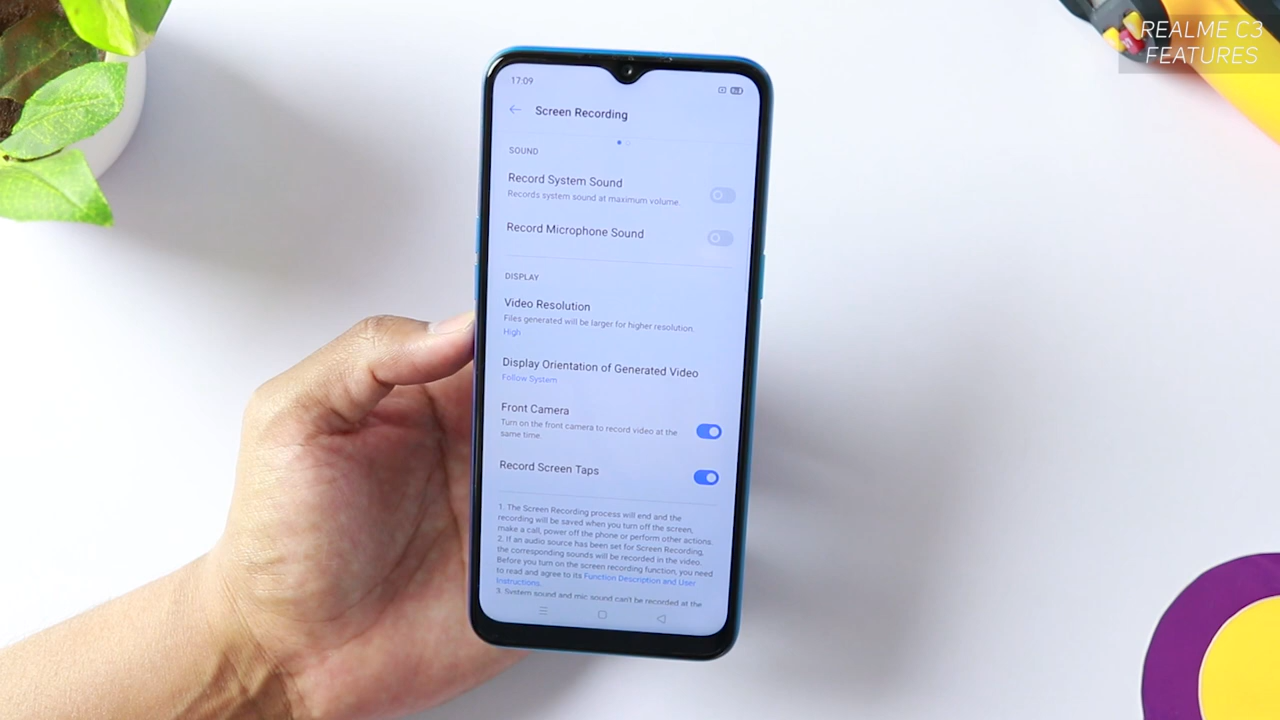 REALME C3
FEATURES
17:09
Screen Recording
SOUND
Record System Sound
Records system sound at maximum volume.
Record Microphone Sound
DISPLAY
Video Resolution
Files generated will be larger for higher resolution.
High
Display Orientation of Generated Video
Follow System
Front Camera
Turn on the front camera to record video at the
same time.
Record Screen Taps
1. The Screen Recording process will end and the
recording will be saved when you turn off the screen,
make a call, power off the phone or perform other actions.
2. If an audio source has been set for Screen Recording,
the corresponding sounds will be recorded in the video.
Before you turn on the screen recording function, you need
to read and agree to its Function Description and User
Instructions.
3. System sound and mic sound can't be recorded at the